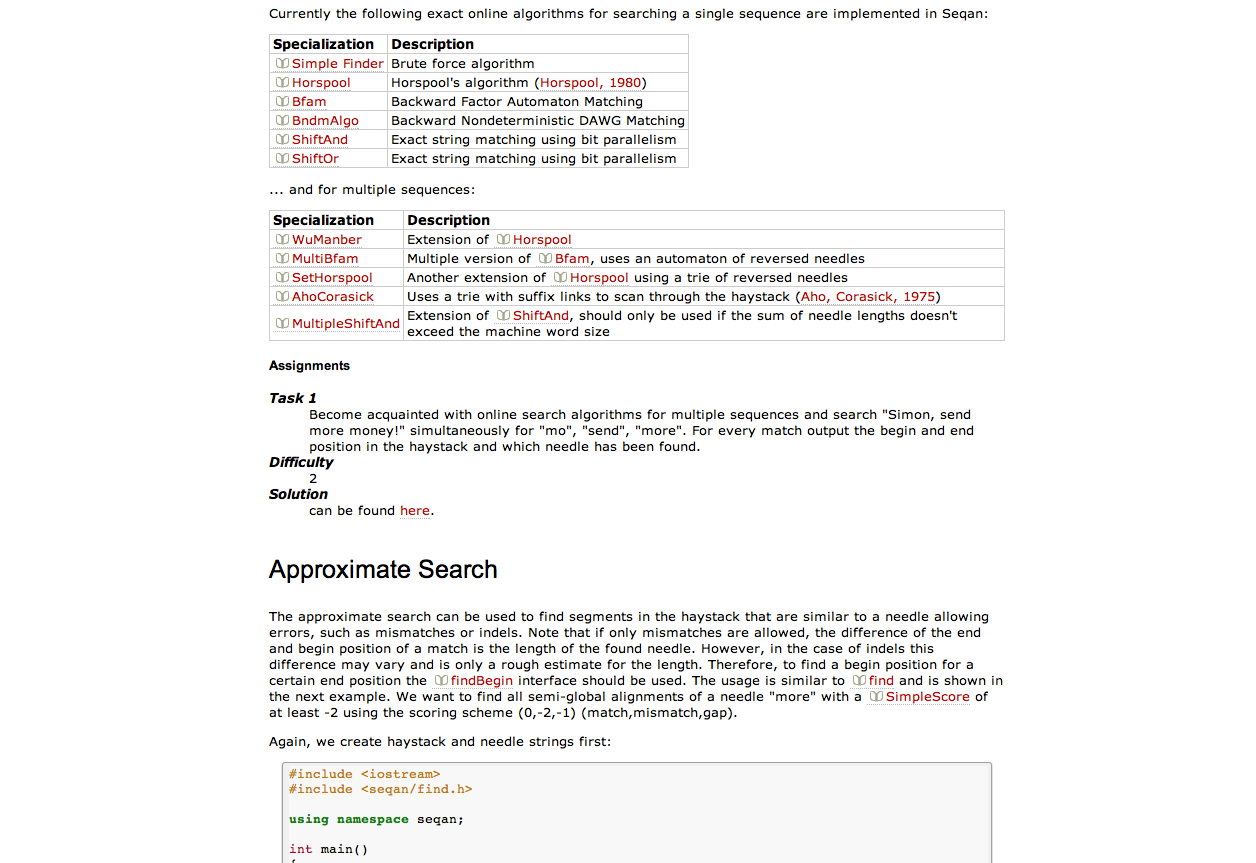 Currently the following exact online algorithms for searching a single sequence are implemented in Seqan:
Specialization Description
Simple Finder Brute force algorithm
Horspool Horspool's algorithm (Horspool, 1980)
Bfam Backward Factor Automaton Matching
BndmAlgo Backward Nondeterministic DAWG Matching
ShiftAnd Exact string matching using bit parallelism
ShiftOr Exact string matching using bit parallelism
... and for multiple sequences:
Specialization Description
WuManber Extension of Horspool
MultiBfam Multiple version of Bfam, uses an automaton of reversed needles
SetHorspool Another extension of Horspool using a trie of reversed needles
AhoCorasick Uses a trie with suffix links to scan through the haystack (Aho, Corasick, 1975)
MultipleShiftAnd Extension of ShiftAnd, should only be used if the sum of needle lengths doesn't
exceed the machine word size
Assignments
Task 1
Become acquainted with online search algorithms for multiple sequences and search "Simon, send
more money!" simultaneously for "mo", "send", "more". For every match output the begin and end
position in the haystack and which needle has been found.
Difficulty
2
Solution
can be found here.
Approximate Search
The approximate search can be used to find segments in the haystack that are similar to a needle allowing
errors, such as mismatches or indels. Note that if only mismatches are allowed, the difference of the end
and begin position of a match is the length of the found needle. However, in the case of indels this
difference may vary and is only a rough estimate for the length. Therefore, to find a begin position for a
certain end position the findBegin interface should be used. The usage is similar to find and is shown in
the next example. We want to find all semi-global alignments of a needle "more" with a SimpleScore of
at least -2 using the scoring scheme (0,-2,-1) (match,mismatch,gap).
Again, we create haystack and needle strings first:
#include <iostream>
#include <seqan/find.h>
using namespace seqan;
int main()